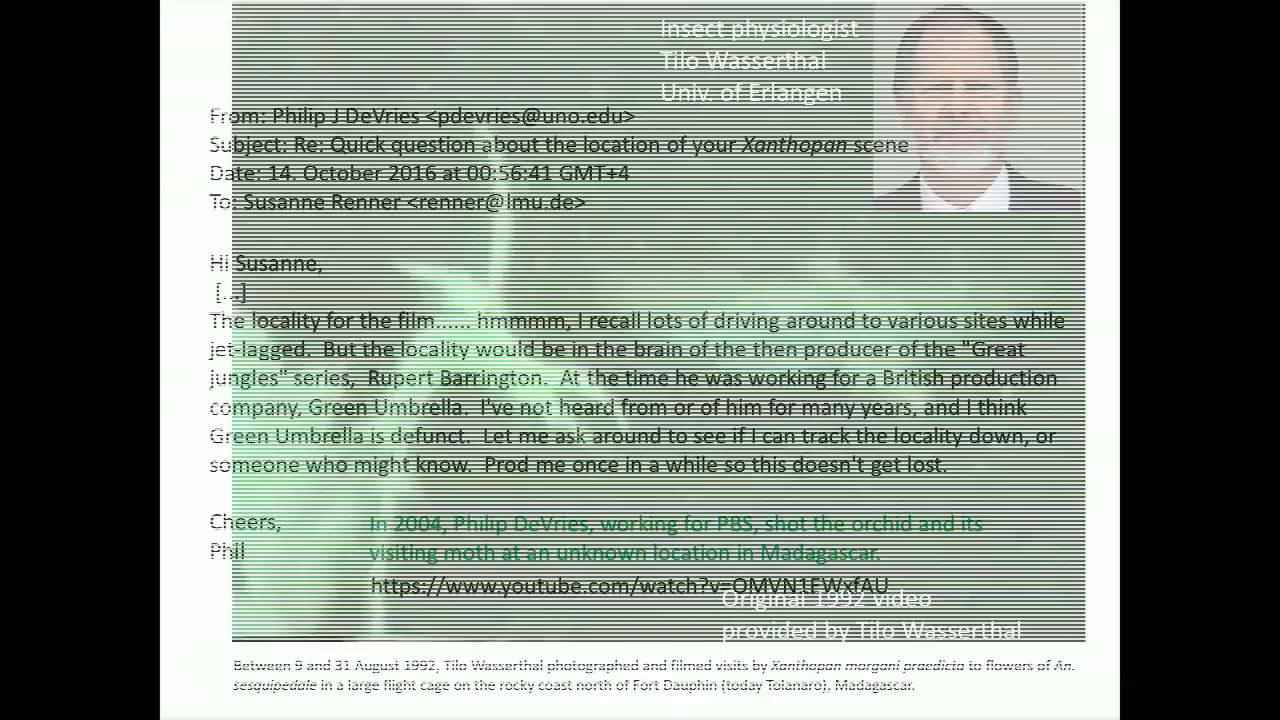 Insect physiologist
Tilo Wasserthal
Univ. of Erlangen
From: Philip J DeVries <pdevries@uno.edu>
Subject: Re: Quick question about the location of your Xanthopan scene
Date: 14. October 2016 at 00:56:41 GMT+4
To: Susanne Renner <renner@lmu.de>
Hi Susanne,
[...]
The locality for the film...... hmmmm, I recall lots of driving around to various sites while
jet-lagged. But the locality would be in the brain of the then producer of the "Great
jungles" series, Rupert Barrington. At the time he was working for a British production
company, Green Umbrella. I've not heard from or of him for many years, and I think
Green Umbrella is defunct. Let me ask around to see if I can track the locality down, or
someone who might know. Prod me once in a while so this doesn't get lost.
Cheers,
Phil
In 2004, Philip DeVries, working for PBS, shot the orchid and its
visiting moth at an unknown location in Madagascar.
https://www.youtube.com/watch?v=OMVN1EWxfAU
Original 1992 video
provided by Tilo Wasserthal
Between 9 and 31 August 1992, Tilo Wasserthal photographed and filmed visits by Xanthopan morgani praedicta to flowers of An.
sesquipedale in a large flight cage on the rocky coast north of Fort Dauphin (today Tolanaro), Madagascar.